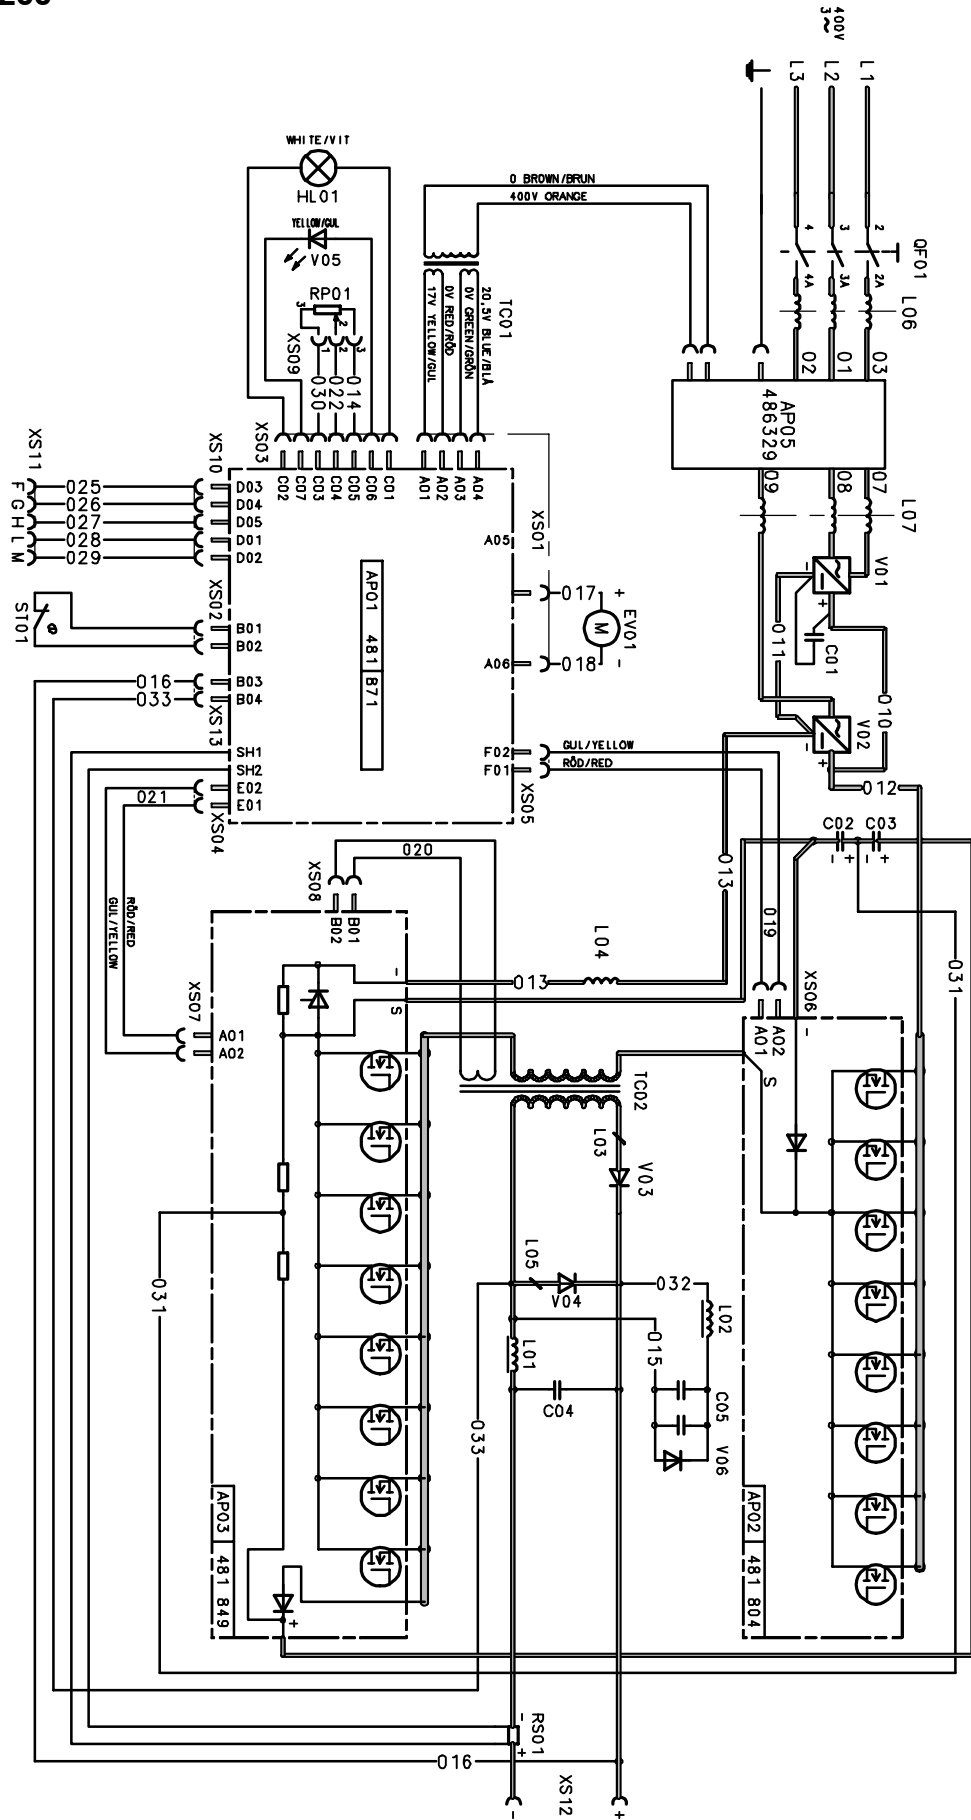 400V
3~
L1
L2
L3
2
3
4
2A
3A
4A
QF01
L06
03
01
02
AP05
486329
07
08
09
L07
V01
-
+
C01
011
010
V02
-
+
012
WHITE/VIT
HL01
YELLOW/GUL
V05
RP01
3
2
1
2
3
XS09
030
022
014
0 BROWN/BRUN
400V ORANGE
TC01
20.5V BLUE/BLÅ
0V GREEN/GRÖN
0V RED/RÖD
17V YELLOW/GUL
XS03
C02
C07
C03
C04
C05
C06
C01
A01
A02
A03
A04
XS01
A05
A06
XS11
F
G
H
L
M
025
026
027
028
029
XS10
D03
D04
D05
D01
D02
AP01 481 871
017
018
+
-
EV01
M
ST01
XS02
B01
B02
016
033
B03
B04
XS13
SH1
SH2
021
E02
E01
XS04
F02
F01
XS05
GUL/YELLOW
RÖD/RED
RÖD/RED
GUL/YELLOW
020
XS08
B02
B01
013
C02
C03
-
+
-
+
031
019
L04
013
-
S
XS07
A01
A02
XS06
A01
A02
-
S
TC02
L03
V03
L05
V04
032
L02
015
L01
C04
C05
V06
031
033
AP03 481 849
+
AP02 481 804
RS01
-
+
016
XS12
-
+